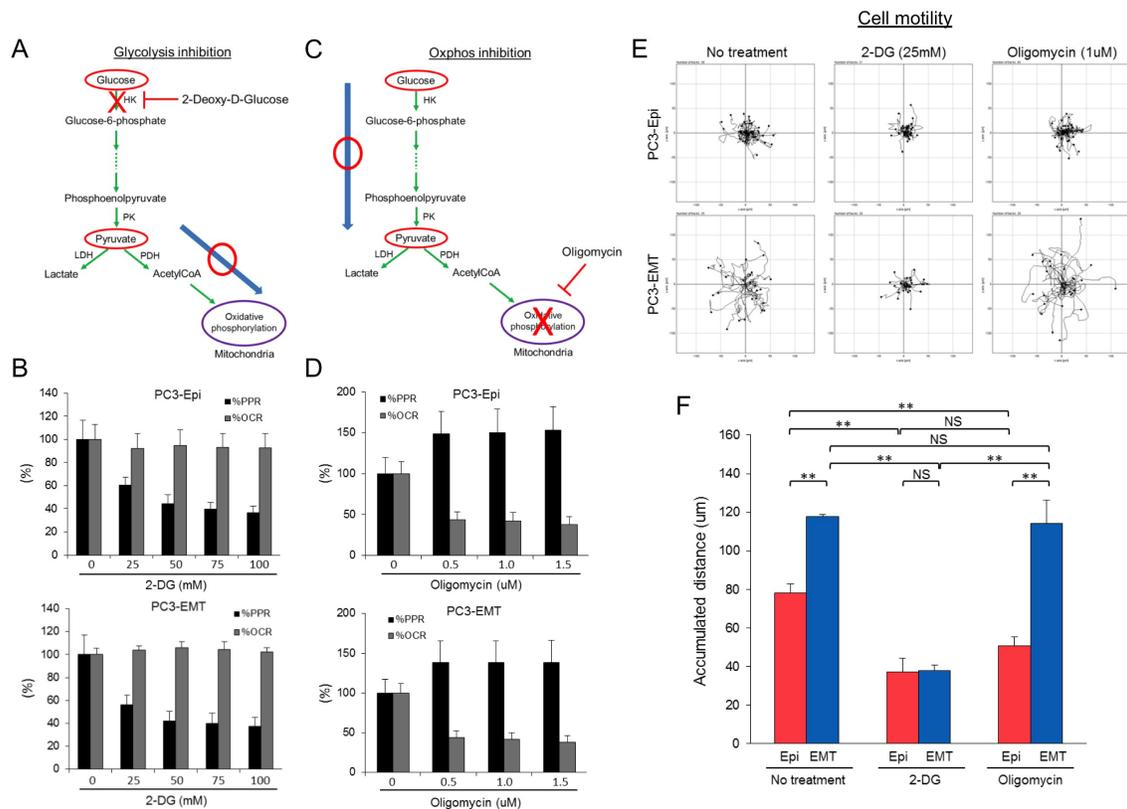 Cell motility
A
Glycolysis inhibition
Glucose
HK
X
2-Deoxy-D-Glucose
Glucose-6-phosphate
Phosphoenolpyruvate
PK
Pyruvate
LDH
PDH
Lactate
AcetylCoA
Oxidative
phosphorylation
Mitochondria
C
Oxphos inhibition
Glucose
HK
Glucose-6-phosphate
Phosphoenolpyruvate
PK
Pyruvate
LDH
PDH
Lactate
AcetylCoA
Oligomycin
Oxidative
phosphorylation
X
Mitochondria
E
No treatment
2-DG (25mM)
Oligomycin (1uM)
PC3-Epi
PC3-EMT
B
PC3-Epi
%PPR
%OCR
(%)
140
120
100
80
60
40
20
0
0 25 50 75 100
2-DG (mM)
PC3-EMT
%PPR
%OCR
(%)
140
120
100
80
60
40
20
0
0 25 50 75 100
2-DG (mM)
D
PC3-Epi
%PPR
%OCR
(%)
200
150
100
50
0
0 0.5 1.0 1.5
Oligomycin (uM)
PC3-EMT
%PPR
%OCR
(%)
200
150
100
50
0
0 0.5 1.0 1.5
Oligomycin (uM)
F
**
** NS
NS
** **
** NS **
Accumulated distance (um)
160
140
120
100
80
60
40
20
0
Epi EMT Epi EMT Epi EMT
No treatment 2-DG Oligomycin